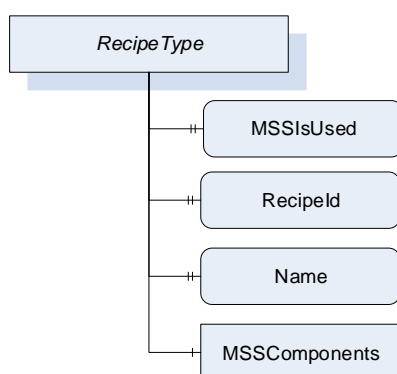 RecipeType
MSSIsUsed
RecipeId
Name
MSSComponents